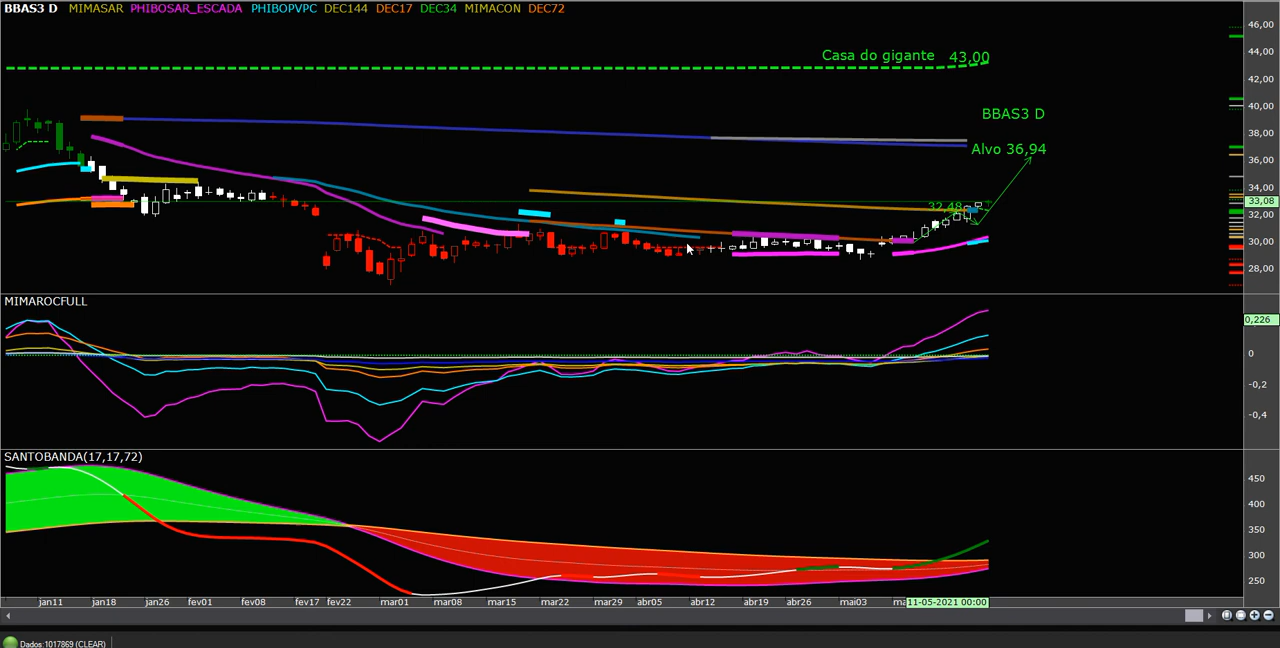 BBAS3 D MIMASAR PHIBOSAR_ESCADA PHIBOPVPC DEC144 DEC17 DEC34 MIMACON DEC72
46,00
44,00
Casa do gigante 43,00
42,00
40,00
BBAS3 D
38,00
Alvo 36,94
36,00
34,00
33,08
32,48
32,00
30,00
28,00
MIMAROCFULL
0,226
0
-0,2
-0,4
SANTOBANDA(17,17,72)
450
400
350
300
250
jan11 jan18 jan26 fev01 fev08 fev17 fev22 mar01 mar08 mar15 mar22 mar29 abr05 abr12 abr19 abr26 mai03 11-05-2021 00:00
Dados:1017869 (CLEAR)